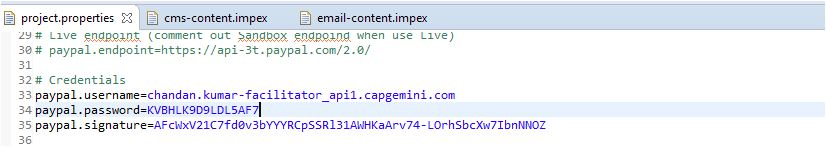 project.properties cms-content.impex email-content.impex
29 # Live endpoint (comment out Sandbox endpoind when use Live)
30 # paypal.endpoint=https://api-3t.paypal.com/2.0/
31
32 # Credentials
33 paypal.username=chandan.kumar-facilitator_api1.capgemini.com
34 paypal.password=KVBHLK9D9LDL5AF7
35 paypal.signature=AFcWxV21C7fd0v3bYYYRCpSSRl31AWHKaArv74-LOrhSbcXw7IbnNNOZ
36